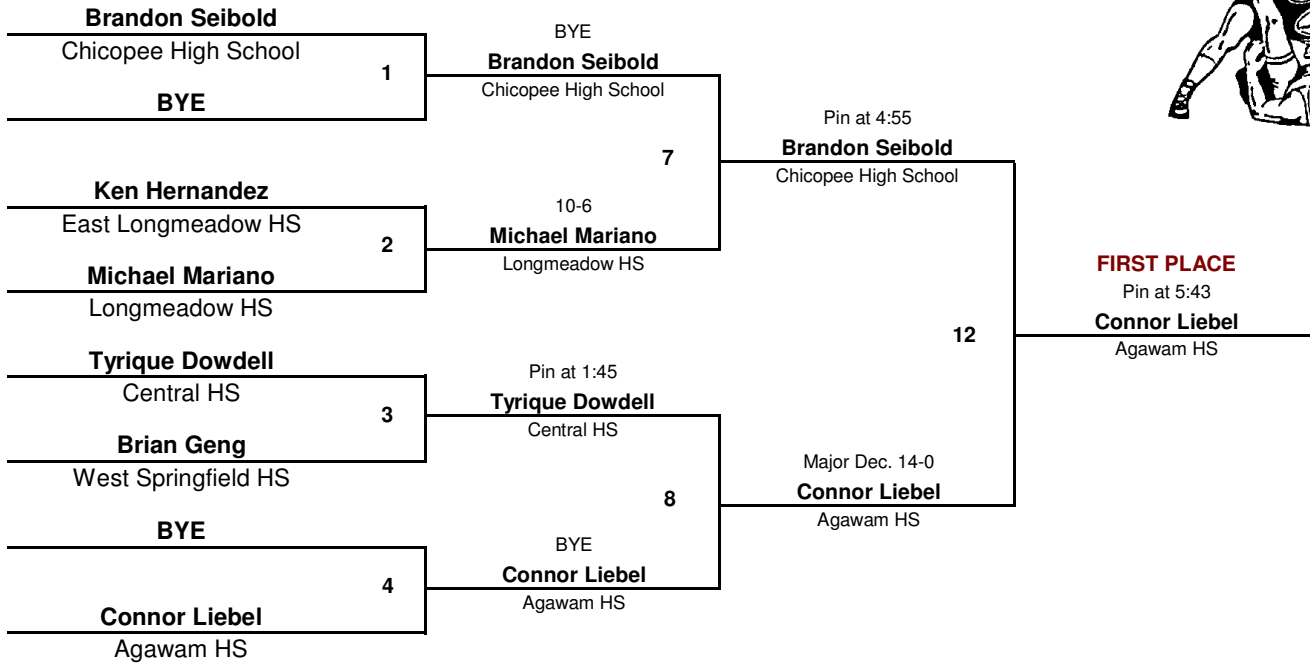 Brandon Seibold
Chicopee High School
1
BYE
Ken Hernandez
East Longmeadow HS
2
Michael Mariano
Longmeadow HS
Tyrique Dowdell
Central HS
3
Brian Geng
West Springfield HS
BYE
4
Connor Liebel
Agawam HS
BYE
Brandon Seibold
Chicopee High School
7
10-6
Michael Mariano
Longmeadow HS
Pin at 1:45
Tyrique Dowdell
Central HS
8
BYE
Connor Liebel
Agawam HS
Pin at 4:55
Brandon Seibold
Chicopee High School
12
Major Dec. 14-0
Connor Liebel
Agawam HS
FIRST PLACE
Pin at 5:43
Connor Liebel
Agawam HS